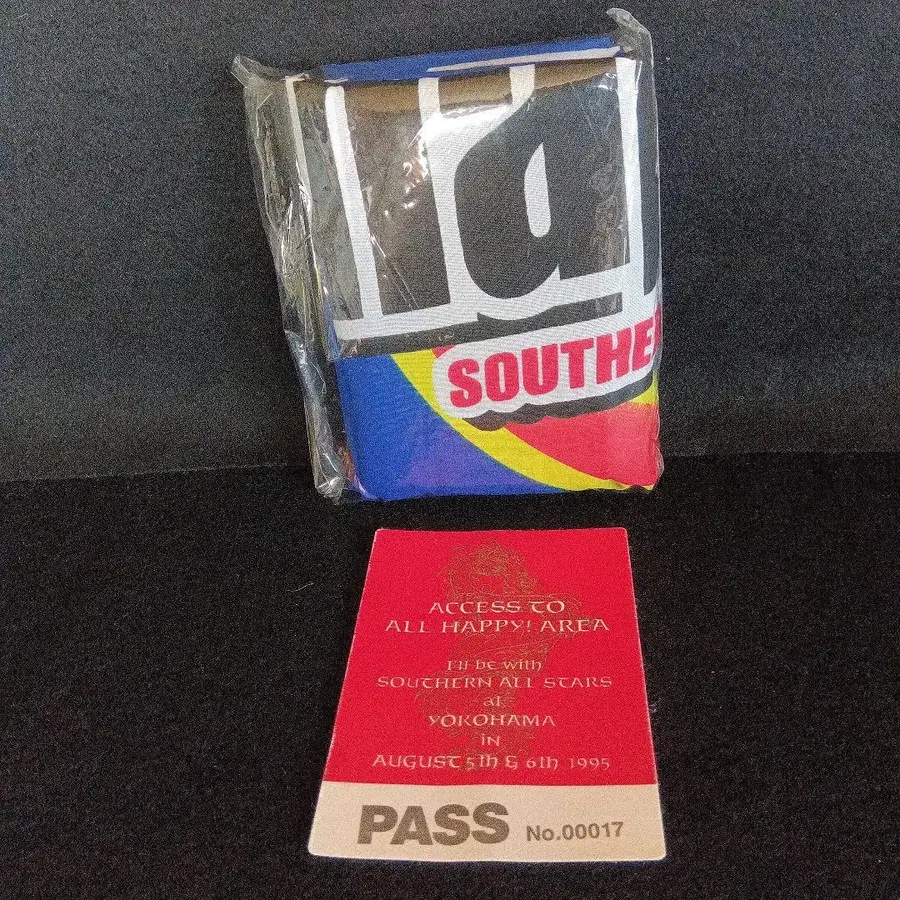 SOUTHE
ACCESS TO
ALL HAPPY! AREA
I'll be with
SOUTHERN ALL STARS
at
YOKOHAMA
in
AUGUST 5th & 6th 1995
PASS No.00017